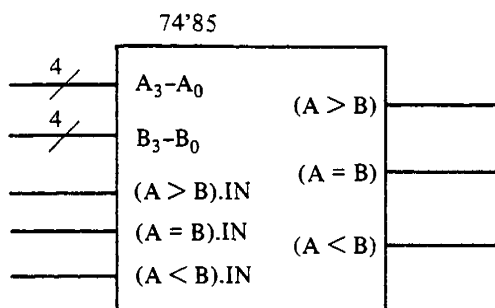 74'85
4
A₃–A₀
4
B₃–B₀
(A > B).IN
(A = B).IN
(A < B).IN
(A > B)
(A = B)
(A < B)